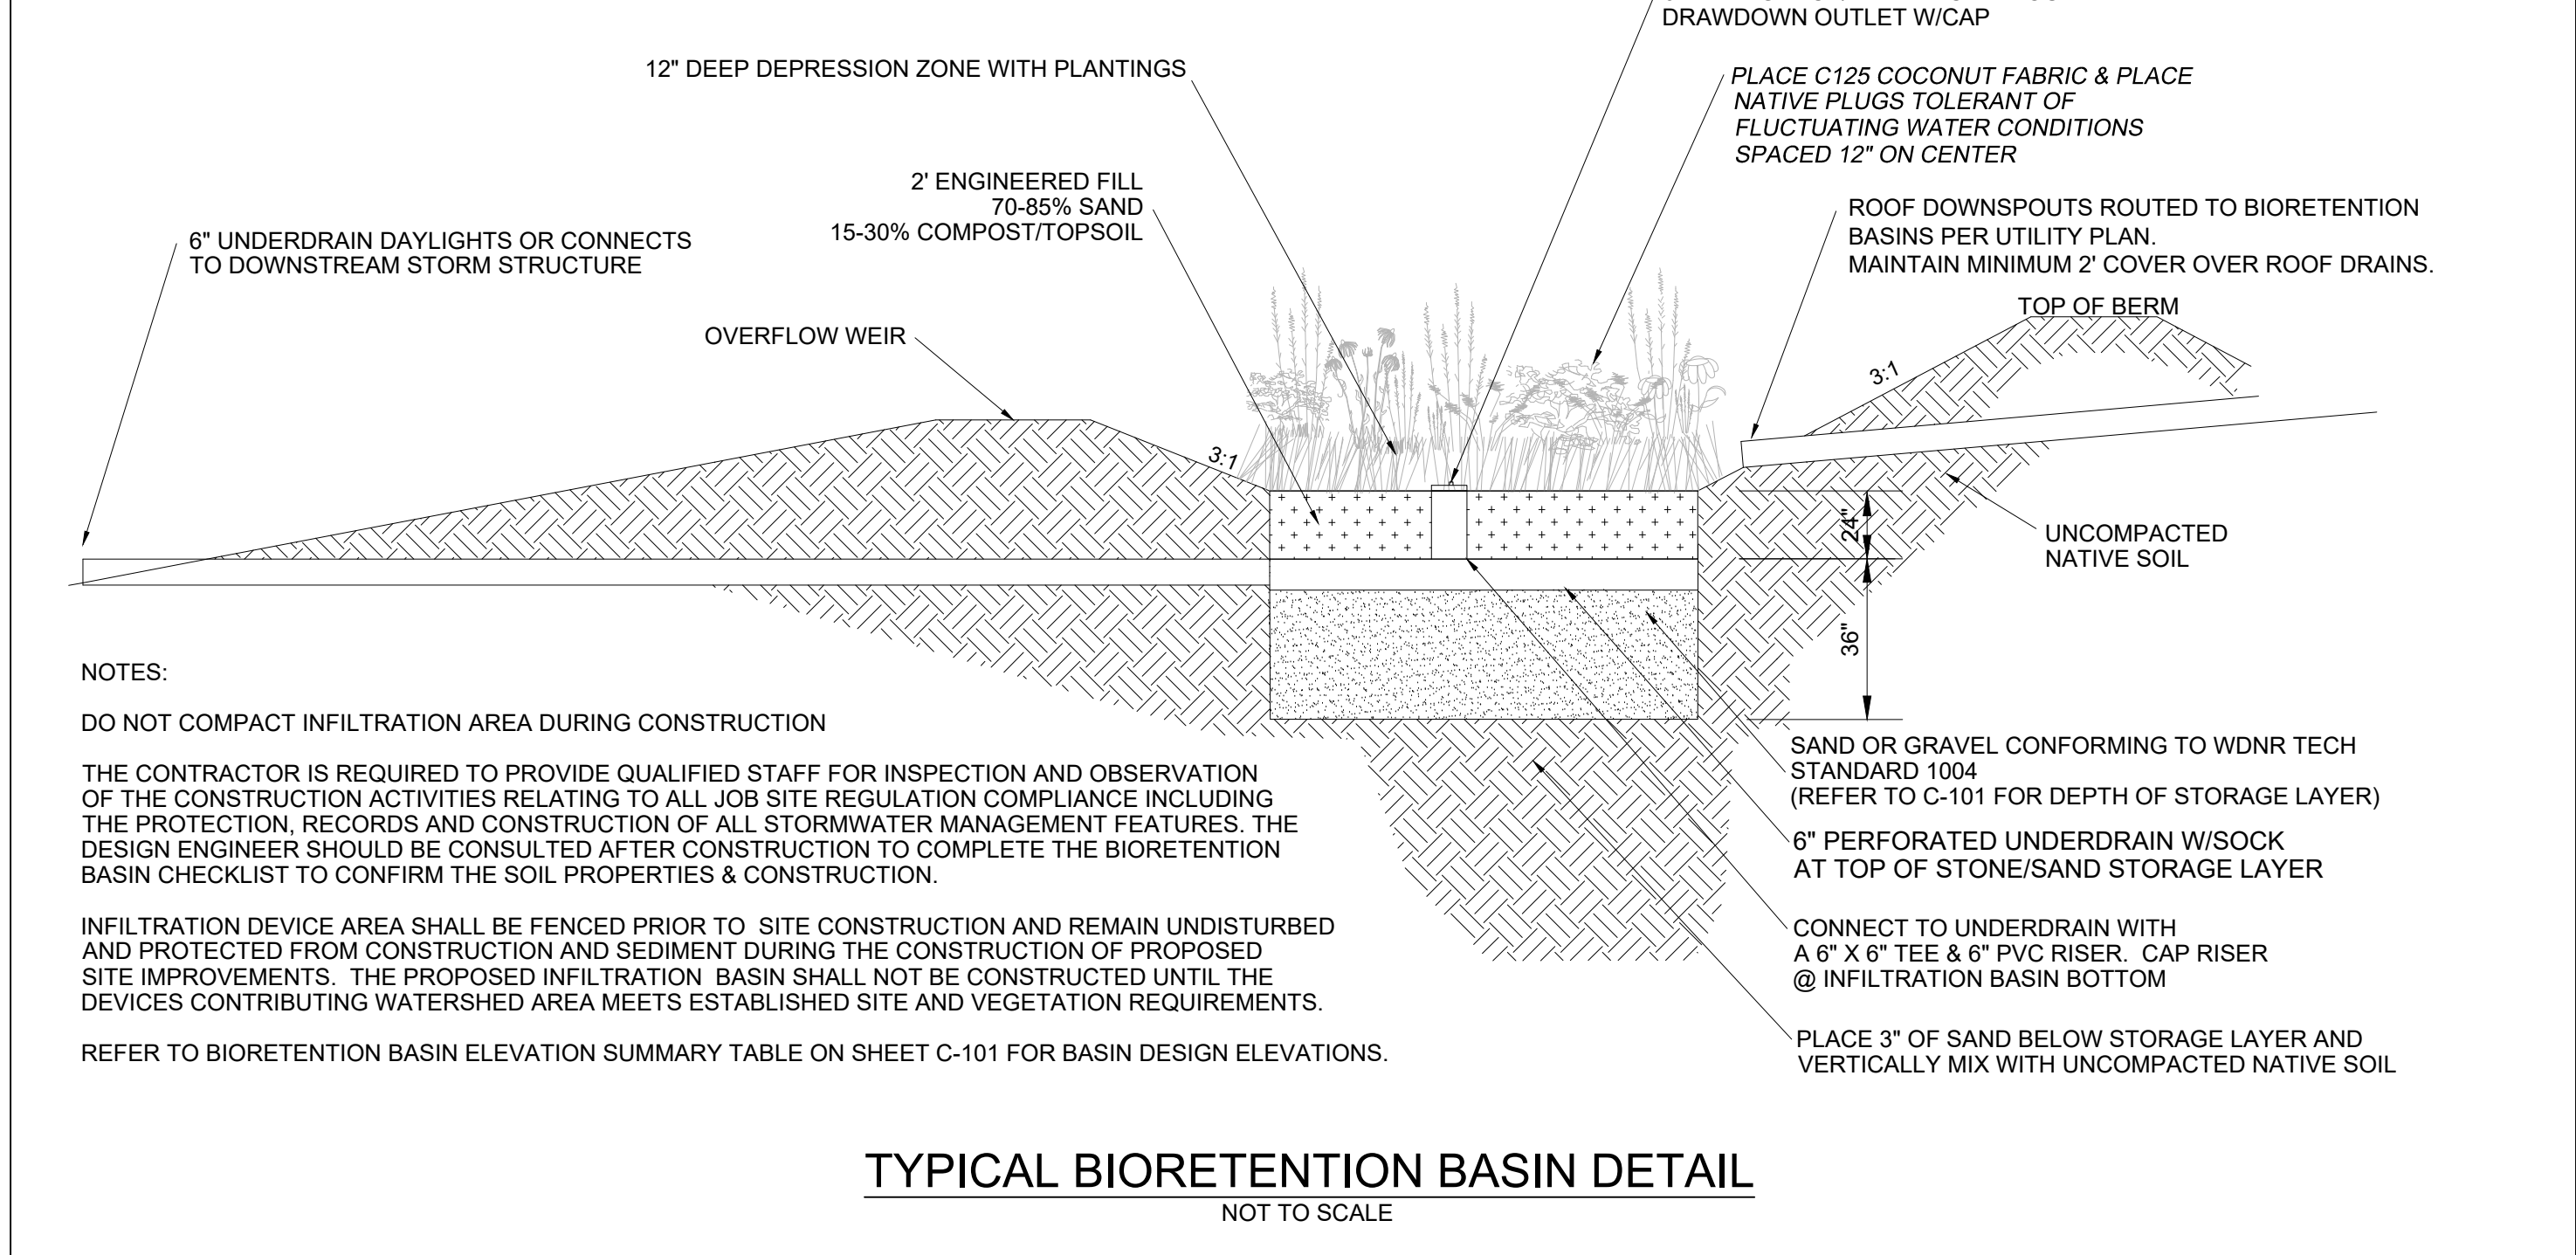 DRAWDOWN OUTLET W/CAP
12" DEEP DEPRESSION ZONE WITH PLANTINGS
PLACE C125 COCONUT FABRIC & PLACE
NATIVE PLUGS TOLERANT OF
FLUCTUATING WATER CONDITIONS
SPACED 12" ON CENTER
2' ENGINEERED FILL
70-85% SAND
15-30% COMPOST/TOPSOIL
ROOF DOWNSPOUTS ROUTED TO BIORETENTION
BASINS PER UTILITY PLAN.
MAINTAIN MINIMUM 2' COVER OVER ROOF DRAINS.
6" UNDERDRAIN DAYLIGHTS OR CONNECTS
TO DOWNSTREAM STORM STRUCTURE
TOP OF BERM
OVERFLOW WEIR
3:1
3:1
24"
UNCOMPACTED
NATIVE SOIL
36"
NOTES:
DO NOT COMPACT INFILTRATION AREA DURING CONSTRUCTION
THE CONTRACTOR IS REQUIRED TO PROVIDE QUALIFIED STAFF FOR INSPECTION AND OBSERVATION
OF THE CONSTRUCTION ACTIVITIES RELATING TO ALL JOB SITE REGULATION COMPLIANCE INCLUDING
THE PROTECTION, RECORDS AND CONSTRUCTION OF ALL STORMWATER MANAGEMENT FEATURES. THE
DESIGN ENGINEER SHOULD BE CONSULTED AFTER CONSTRUCTION TO COMPLETE THE BIORETENTION
BASIN CHECKLIST TO CONFIRM THE SOIL PROPERTIES & CONSTRUCTION.
INFILTRATION DEVICE AREA SHALL BE FENCED PRIOR TO SITE CONSTRUCTION AND REMAIN UNDISTURBED
AND PROTECTED FROM CONSTRUCTION AND SEDIMENT DURING THE CONSTRUCTION OF PROPOSED
SITE IMPROVEMENTS. THE PROPOSED INFILTRATION BASIN SHALL NOT BE CONSTRUCTED UNTIL THE
DEVICES CONTRIBUTING WATERSHED AREA MEETS ESTABLISHED SITE AND VEGETATION REQUIREMENTS.
REFER TO BIORETENTION BASIN ELEVATION SUMMARY TABLE ON SHEET C-101 FOR BASIN DESIGN ELEVATIONS.
SAND OR GRAVEL CONFORMING TO WDNR TECH
STANDARD 1004
(REFER TO C-101 FOR DEPTH OF STORAGE LAYER)
6" PERFORATED UNDERDRAIN W/SOCK
AT TOP OF STONE/SAND STORAGE LAYER
CONNECT TO UNDERDRAIN WITH
A 6" X 6" TEE & 6" PVC RISER. CAP RISER
@ INFILTRATION BASIN BOTTOM
PLACE 3" OF SAND BELOW STORAGE LAYER AND
VERTICALLY MIX WITH UNCOMPACTED NATIVE SOIL
TYPICAL BIORETENTION BASIN DETAIL
NOT TO SCALE